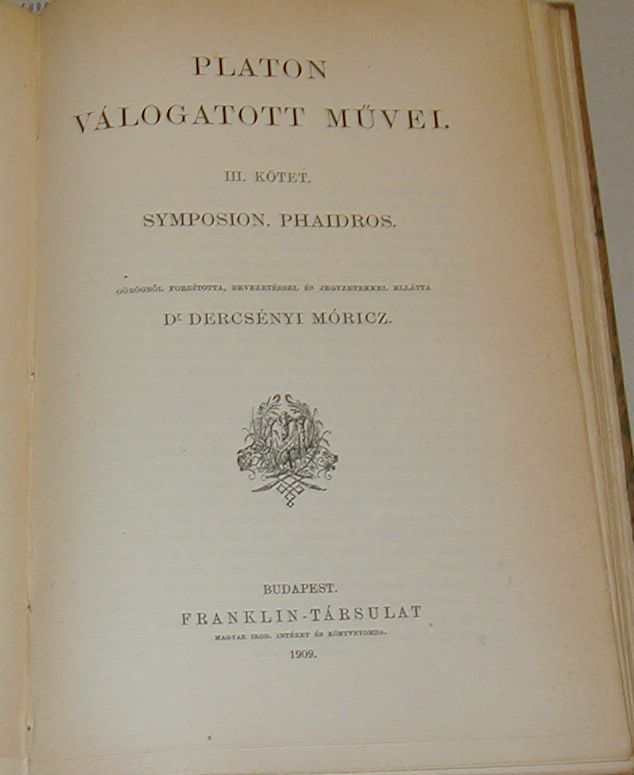 PLATON
VÁLOGATOTT MŰVEI.
III. KÖTET.
SYMPOSION. PHAIDROS.
GÖRÖGBŐL FORDÍTOTTA, BEVEZETÉSSEL ÉS JEGYZETEKKEL ELLÁTTA
Dr DERCSÉNYI MÓRICZ.
BUDAPEST.
FRANKLIN-TÁRSULAT
MAGYAR IROD. INTÉZET ÉS KÖNYVNYOMDA.
1909.